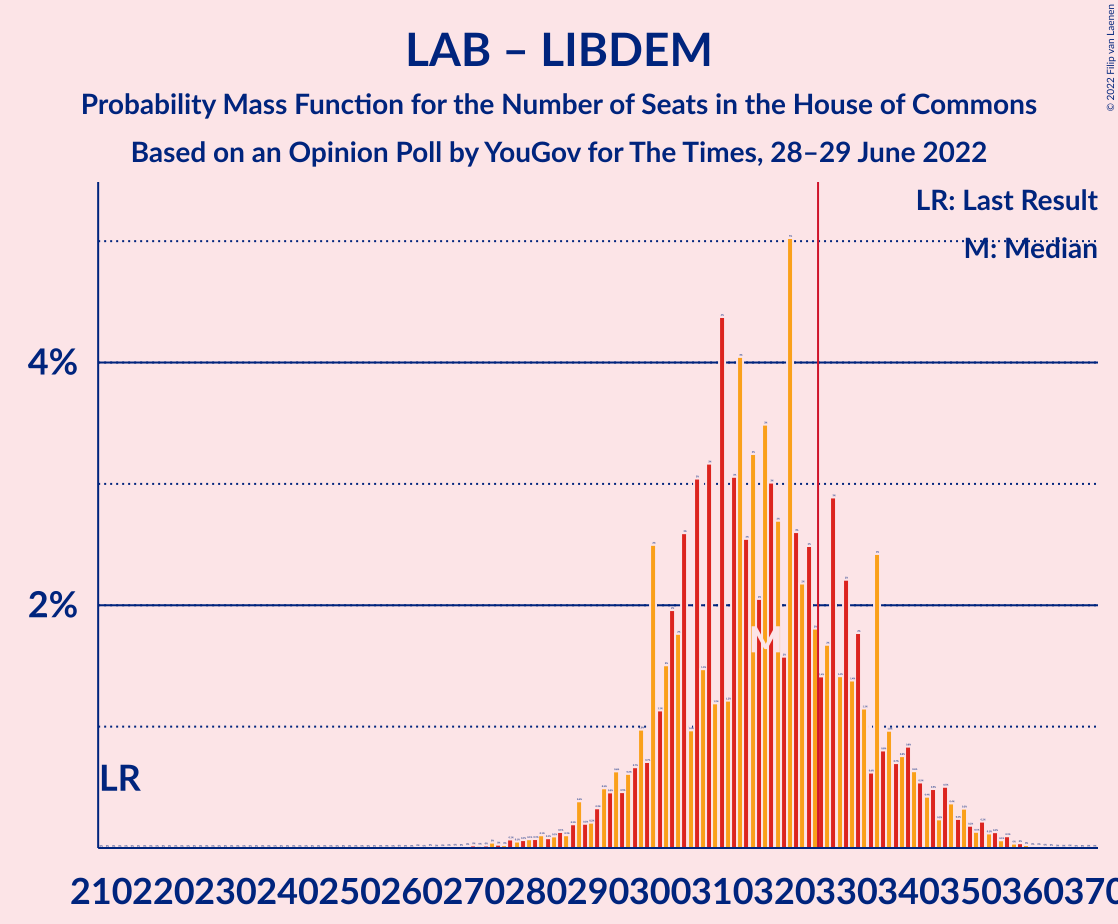 LAB – LIBDEM
Probability Mass Function for the Number of Seats in the House of Commons
Based on an Opinion Poll by YouGov for The Times, 28–29 June 2022
© 2022 Filip van Laenen
LR: Last Result
M: Median
4%
2%
M
LR
210220230240250260270280290300310320330340350360370